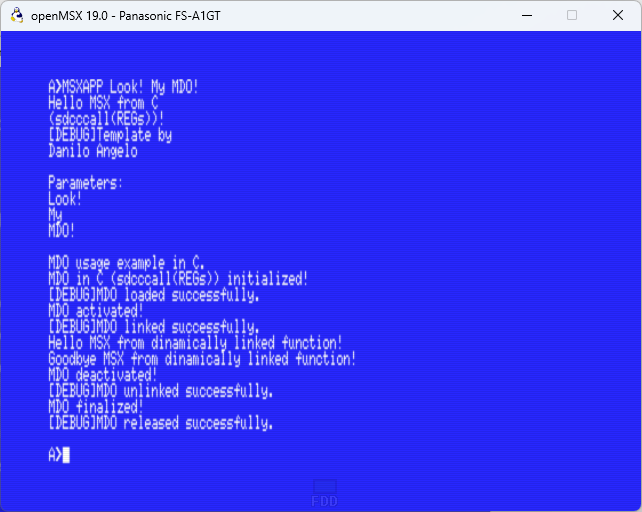 openMSX 19.0 - Panasonic FS-A1GT
A>MSXAPP Look! My MDO!
Hello MSX from C
(sdcccall(REGs))!
[DEBUG]Template by
Danilo Angelo
Parameters:
Look!
My
MDO!
MDO usage example in C.
MDO in C (sdcccall(REGs)) initialized!
[DEBUG]MDO loaded successfully.
MDO activated!
[DEBUG]MDO linked successfully.
Hello MSX from dinamically linked function!
Goodbye MSX from dinamically linked function!
MDO deactivated!
[DEBUG]MDO unlinked successfully.
MDO finalized!
[DEBUG]MDO released successfully.
A>
FDD